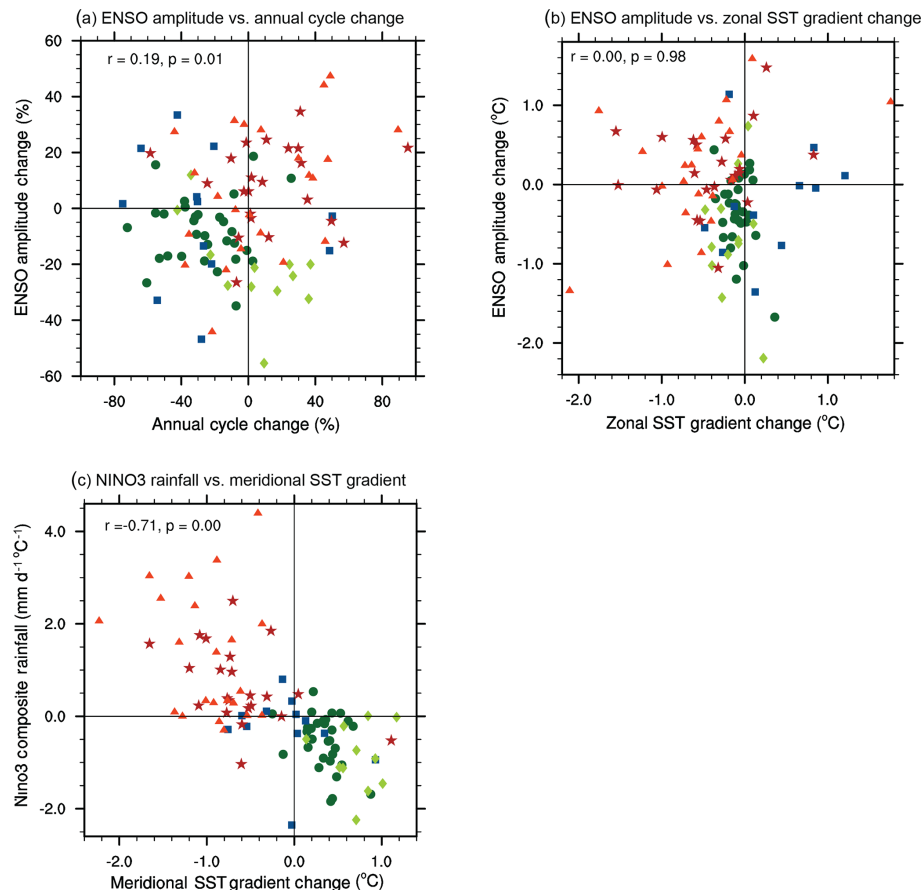 (a) ENSO amplitude vs. annual cycle change
r = 0.19, p = 0.01
ENSO amplitude change (%)
60
40
20
0
-20
-40
-60
-80
-40
0
40
80
Annual cycle change (%)
(b) ENSO amplitude vs. zonal SST gradient change
r = 0.00, p = 0.98
ENSO amplitude change (°C)
1.0
0.0
-1.0
-2.0
-2.0
-1.0
0.0
1.0
Zonal SST gradient change (°C)
(c) NINO3 rainfall vs. meridional SST gradient
r =-0.71, p = 0.00
Nino3 composite rainfall (mm d⁻¹ °C⁻¹)
4.0
2.0
0.0
-2.0
-2.0
-1.0
0.0
1.0
Meridional SST gradient change (°C)